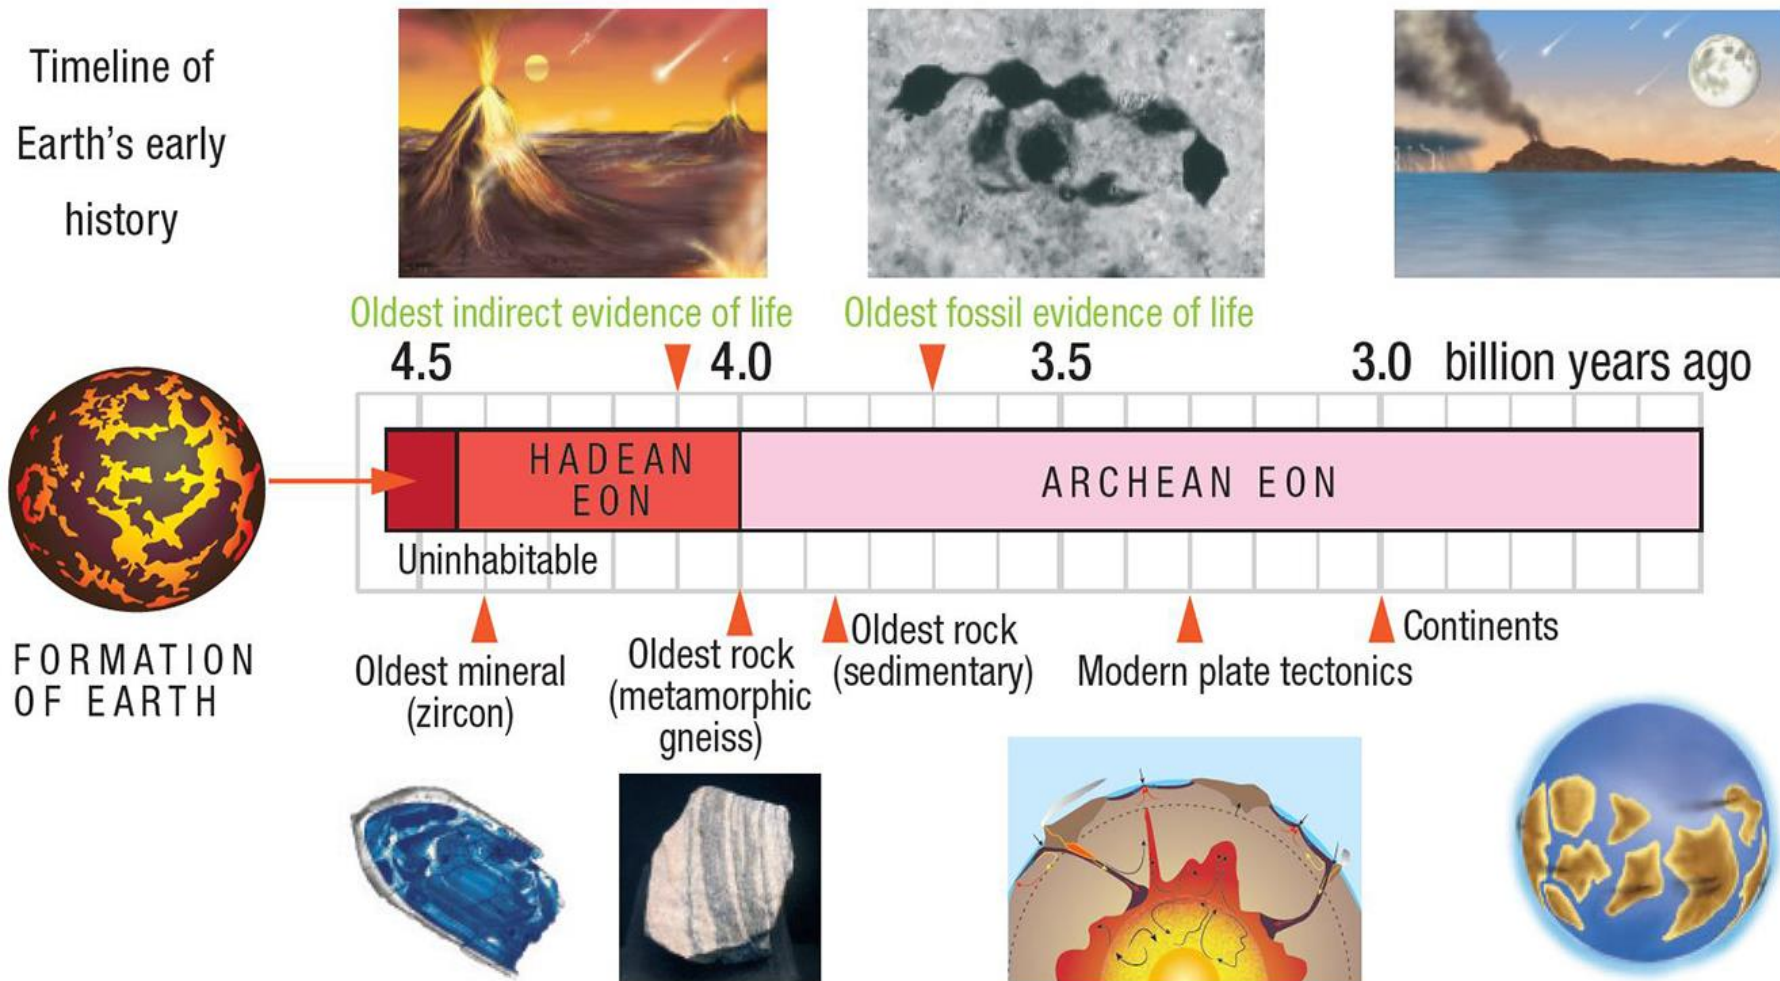 Timeline of
Earth's early
history
Oldest indirect evidence of life
Oldest fossil evidence of life
4.5
4.0
3.5
3.0
billion years ago
HADEAN
EON
ARCHEAN EON
Uninhabitable
FORMATION
OF EARTH
Oldest mineral
(zircon)
Oldest rock
(metamorphic
gneiss)
Oldest rock
(sedimentary)
Modern plate tectonics
Continents